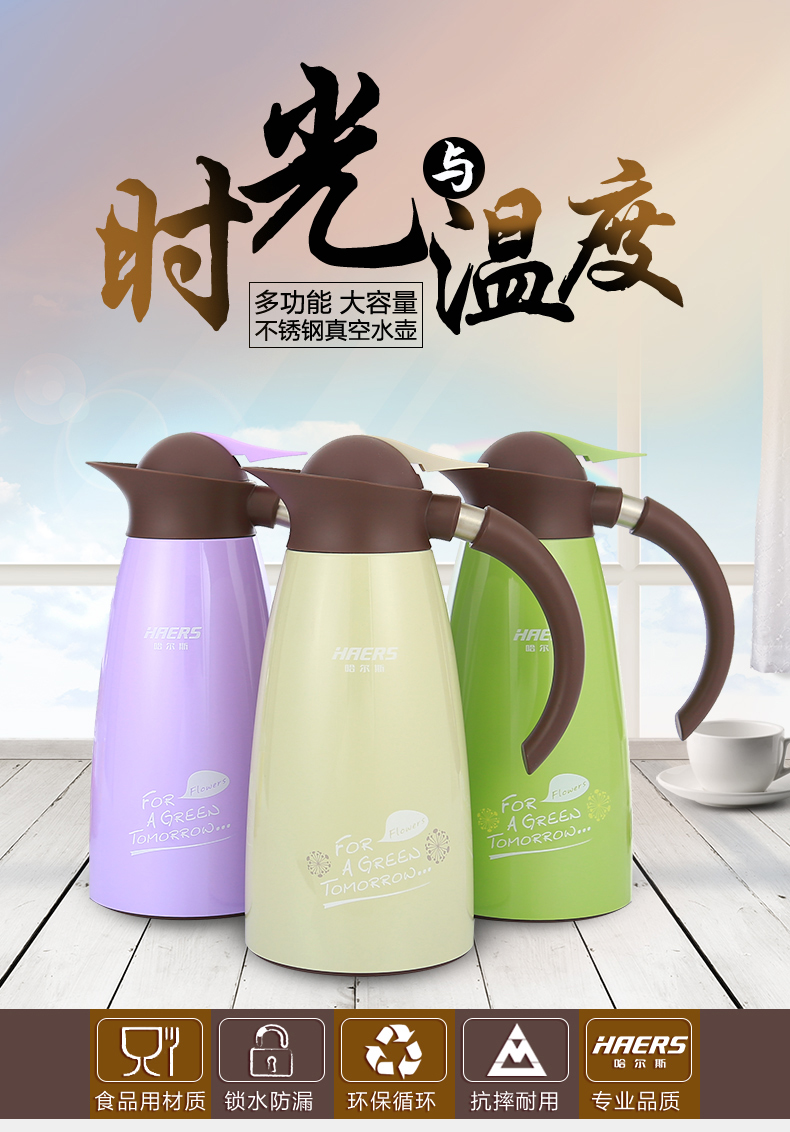 时光与温度
多功能 大容量
不锈钢真空水壶
HAERS
哈尔斯
HAERS
哈尔斯
HAE
哈尔
FOR Flowers
A GREEN
TOMORROW...
FOR Flowers
A GREEN
TOMORROW...
FOR Flowers
A GREEN
TOMORROW...
HAERS
哈尔斯
食品用材质 锁水防漏 环保循环 抗摔耐用 专业品质